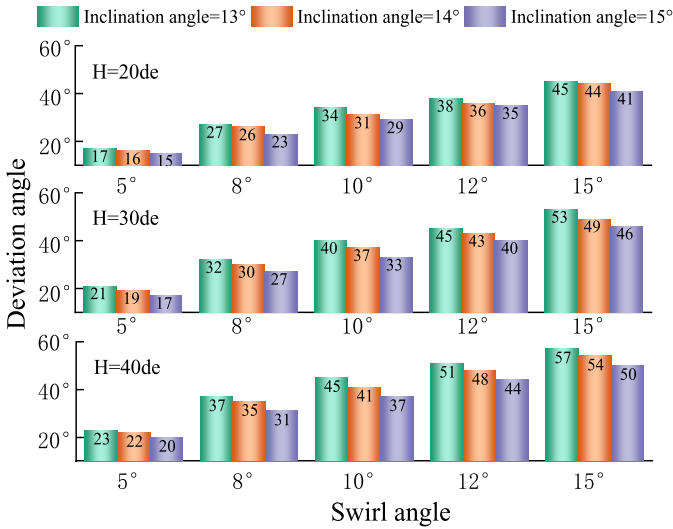 Inclination angle=13° Inclination angle=14° Inclination angle=15°
Deviation angle
60°
H=20de
40°
20°
17 16 15 27 26 23 34 31 29 38 36 35 45 44 41
5° 8° 10° 12° 15°
60°
H=30de
40°
20°
21 19 17 32 30 27 40 37 33 45 43 40 53 49 46
5° 8° 10° 12° 15°
60°
H=40de
40°
20°
23 22 20 37 35 31 45 41 37 51 48 44 57 54 50
5° 8° 10° 12° 15°
Swirl angle